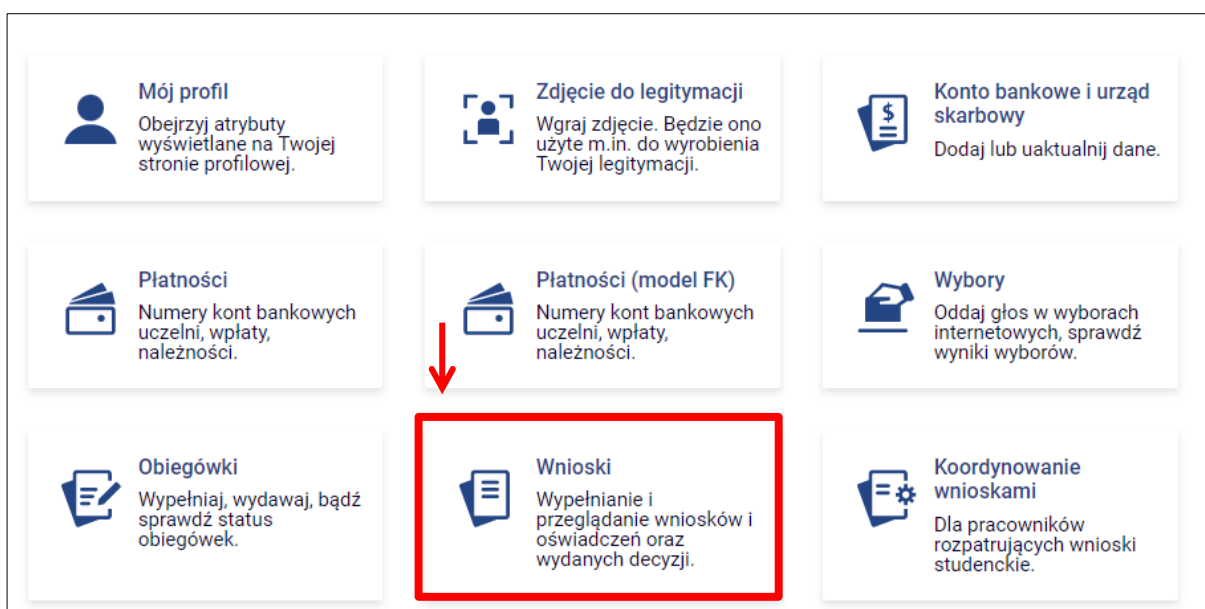 Mój profil
Obejrzyj atrybuty
wyświetlane na Twojej
stronie profilowej.
Zdjęcie do legitymacji
Wgraj zdjęcie. Będzie ono
użyte m.in. do wyrobienia
Twojej legitymacji.
$
Konto bankowe i urząd
skarbowy
Dodaj lub uaktualnij dane.
Płatności
Numery kont bankowych
uczelni, wpłaty,
należności.
Płatności (model FK)
Numery kont bankowych
uczelni, wpłaty,
należności.
Wybory
Oddaj głos w wyborach
internetowych, sprawdź
wyniki wyborów.
Obiegówki
Wypełniaj, wydawaj, bądź
sprawdź status
obiegówek.
Wnioski
Wypełnianie i
przeglądanie wniosków i
oświadczeń oraz
wydanych decyzji.
Koordynowanie
wnioskami
Dla pracowników
rozpatrujących wnioski
studenckie.